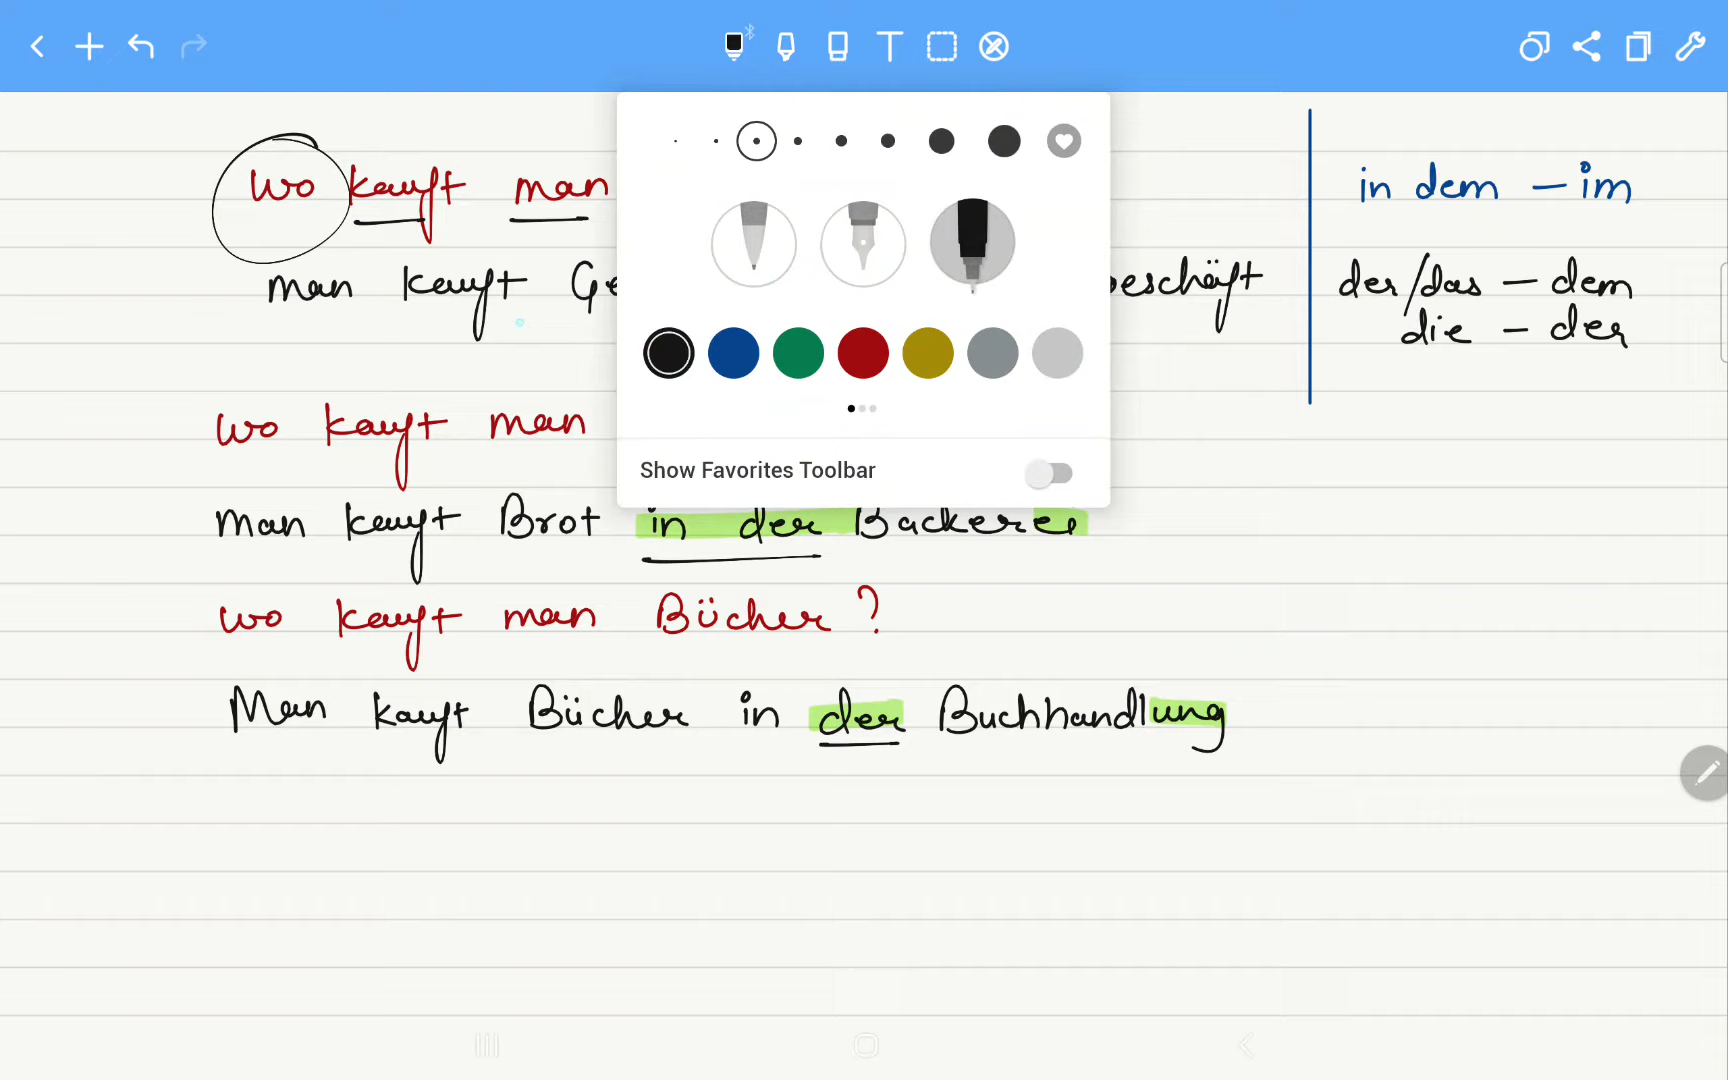 wo kauft man
in dem – im
man kauft Ge
eschäft
der/das – dem
die – der
wo kauft man
Show Favorites Toolbar
man kauft Brot in der Bäckerei
wo kauft man Bücher?
Man kauft Bücher in der Buchhandlung